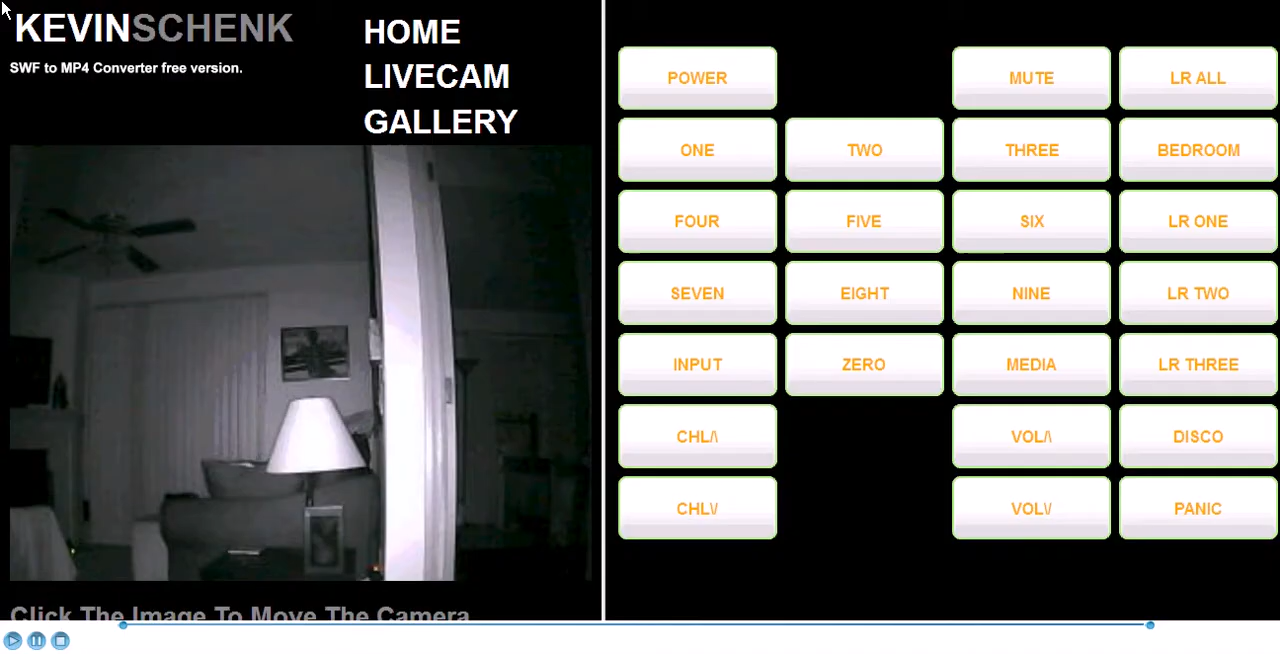 KEVINSCHENK
SWF to MP4 Converter free version.
HOME
LIVECAM
GALLERY
Click The Image To Move The Camera
POWER
MUTE
LR ALL
ONE
TWO
THREE
BEDROOM
FOUR
FIVE
SIX
LR ONE
SEVEN
EIGHT
NINE
LR TWO
INPUT
ZERO
MEDIA
LR THREE
CHL/\
VOL/\
DISCO
CHL\/
VOL\/
PANIC